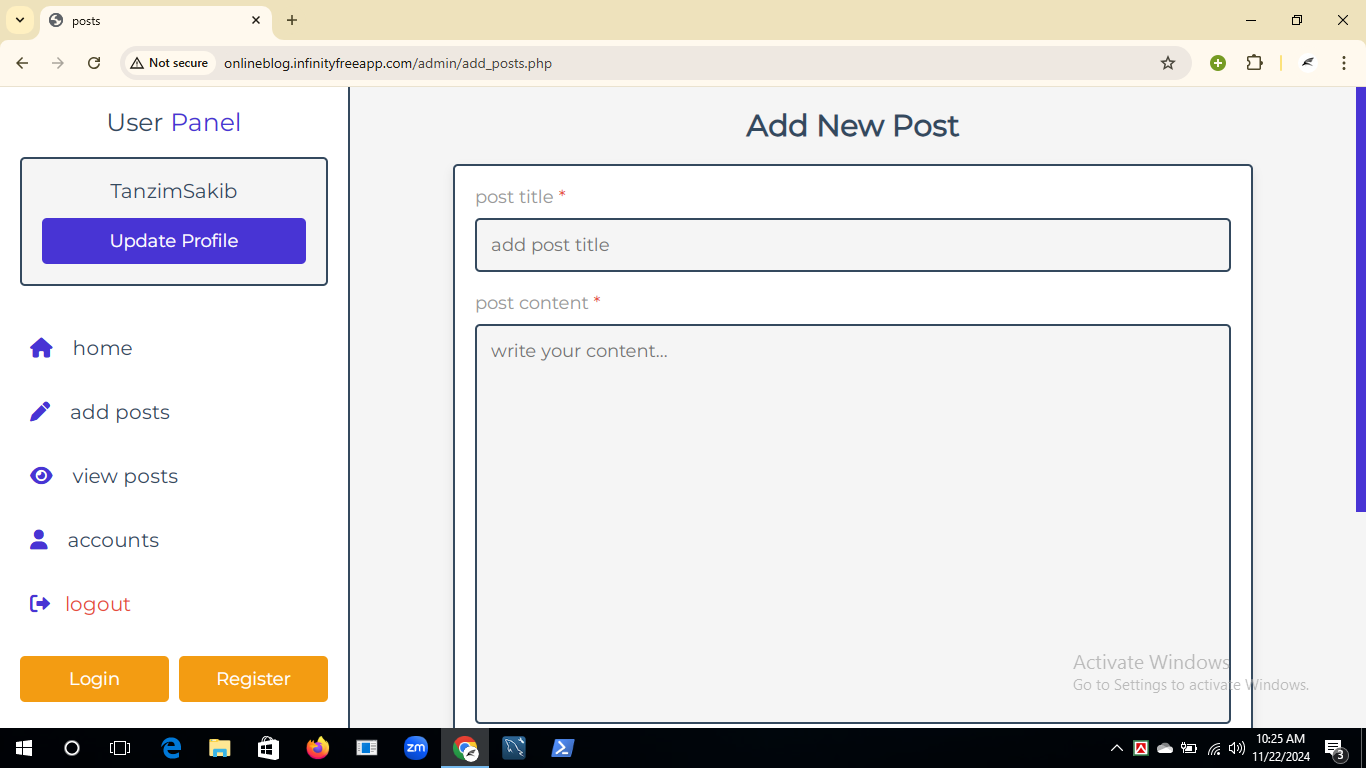 posts
Not secure
onlineblog.infinityfreeapp.com/admin/add_posts.php
User Panel
TanzimSakib
Update Profile
home
add posts
view posts
accounts
logout
Login
Register
Add New Post
post title *
add post title
post content *
write your content...
Activate Windows
Go to Settings to activate Windows.
zm
10:25 AM
11/22/2024
3